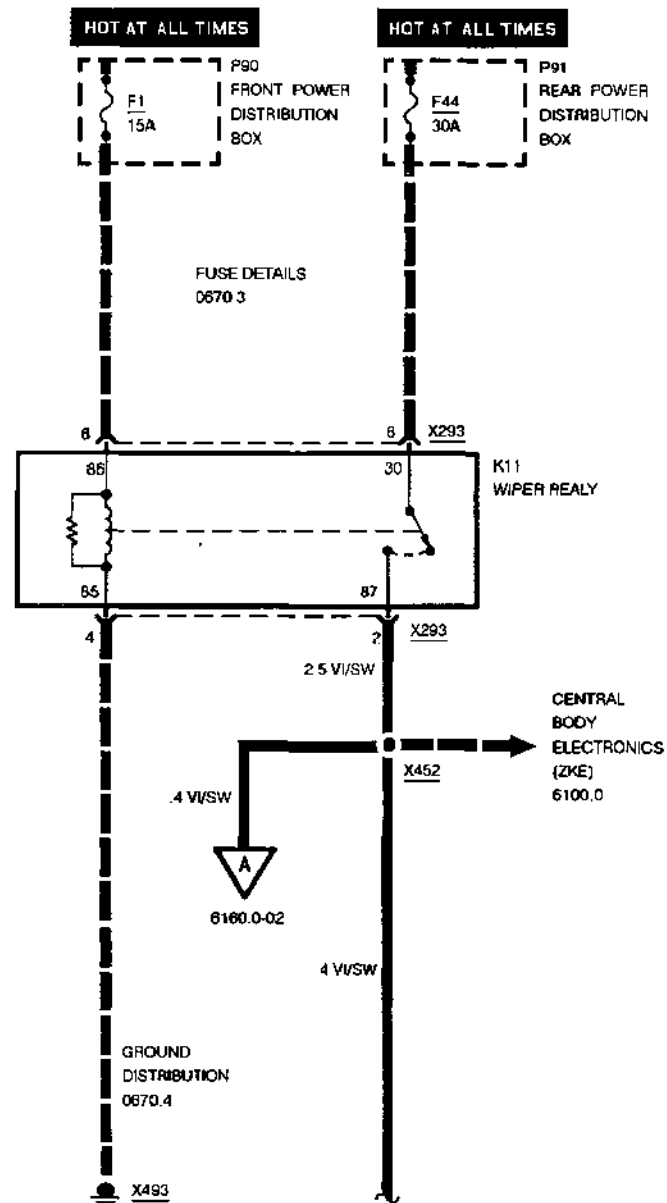 HOT AT ALL TIMES
HOT AT ALL TIMES
P90
FRONT POWER
DISTRIBUTION
BOX
F1
15A
P91
REAR POWER
DISTRIBUTION
BOX
F44
30A
FUSE DETAILS
0670.3
6
6
X293
86
30
K11
WIPER REALY
85
87
4
2
X293
2.5 VI/SW
CENTRAL
BODY
ELECTRONICS
(ZKE)
6100.0
X452
.4 VI/SW
A
6160.0-02
4 VI/SW
GROUND
DISTRIBUTION
0670.4
X493